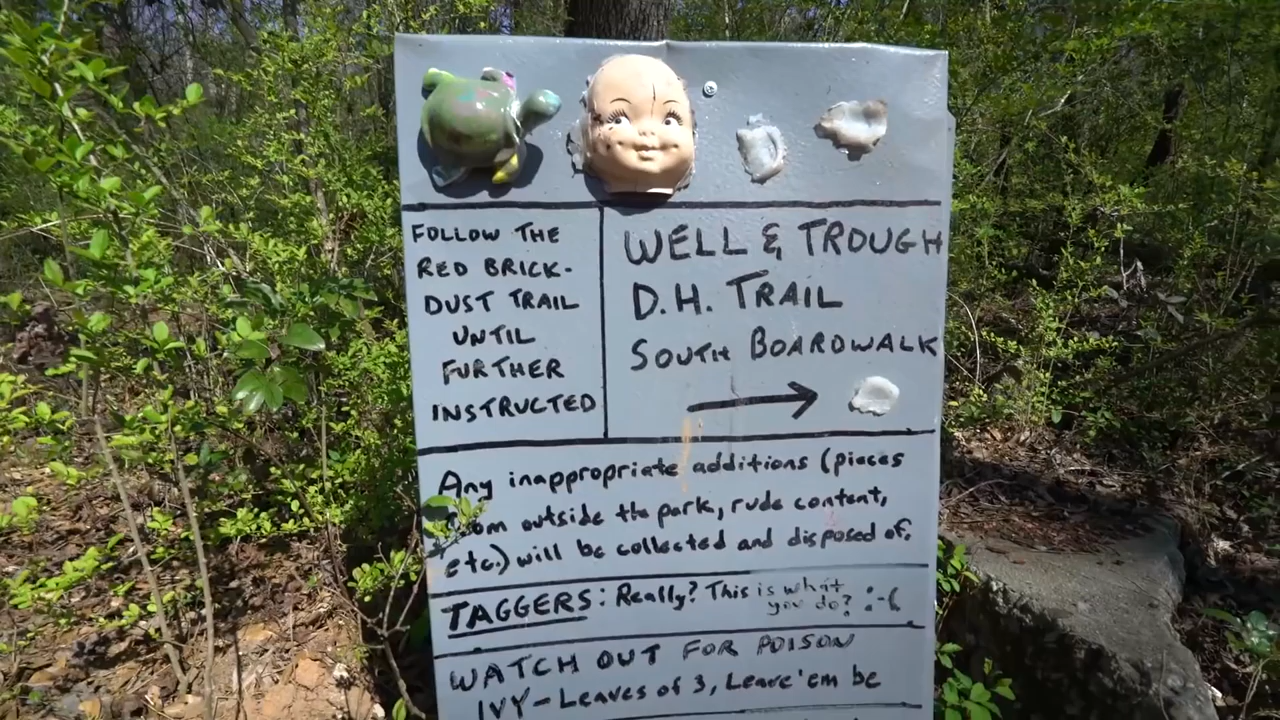 FOLLOW THE
RED BRICK-
DUST TRAIL
UNTIL
FURTHER
INSTRUCTED
WELL & TROUGH
D.H. TRAIL
SOUTH BOARDWALK
Any inappropriate additions (pieces
from outside the park, rude content,
etc.) will be collected and disposed of.
TAGGERS: Really? This is what
you do? :-(
WATCH OUT FOR POISON
IVY-Leaves of 3, Leave 'em be